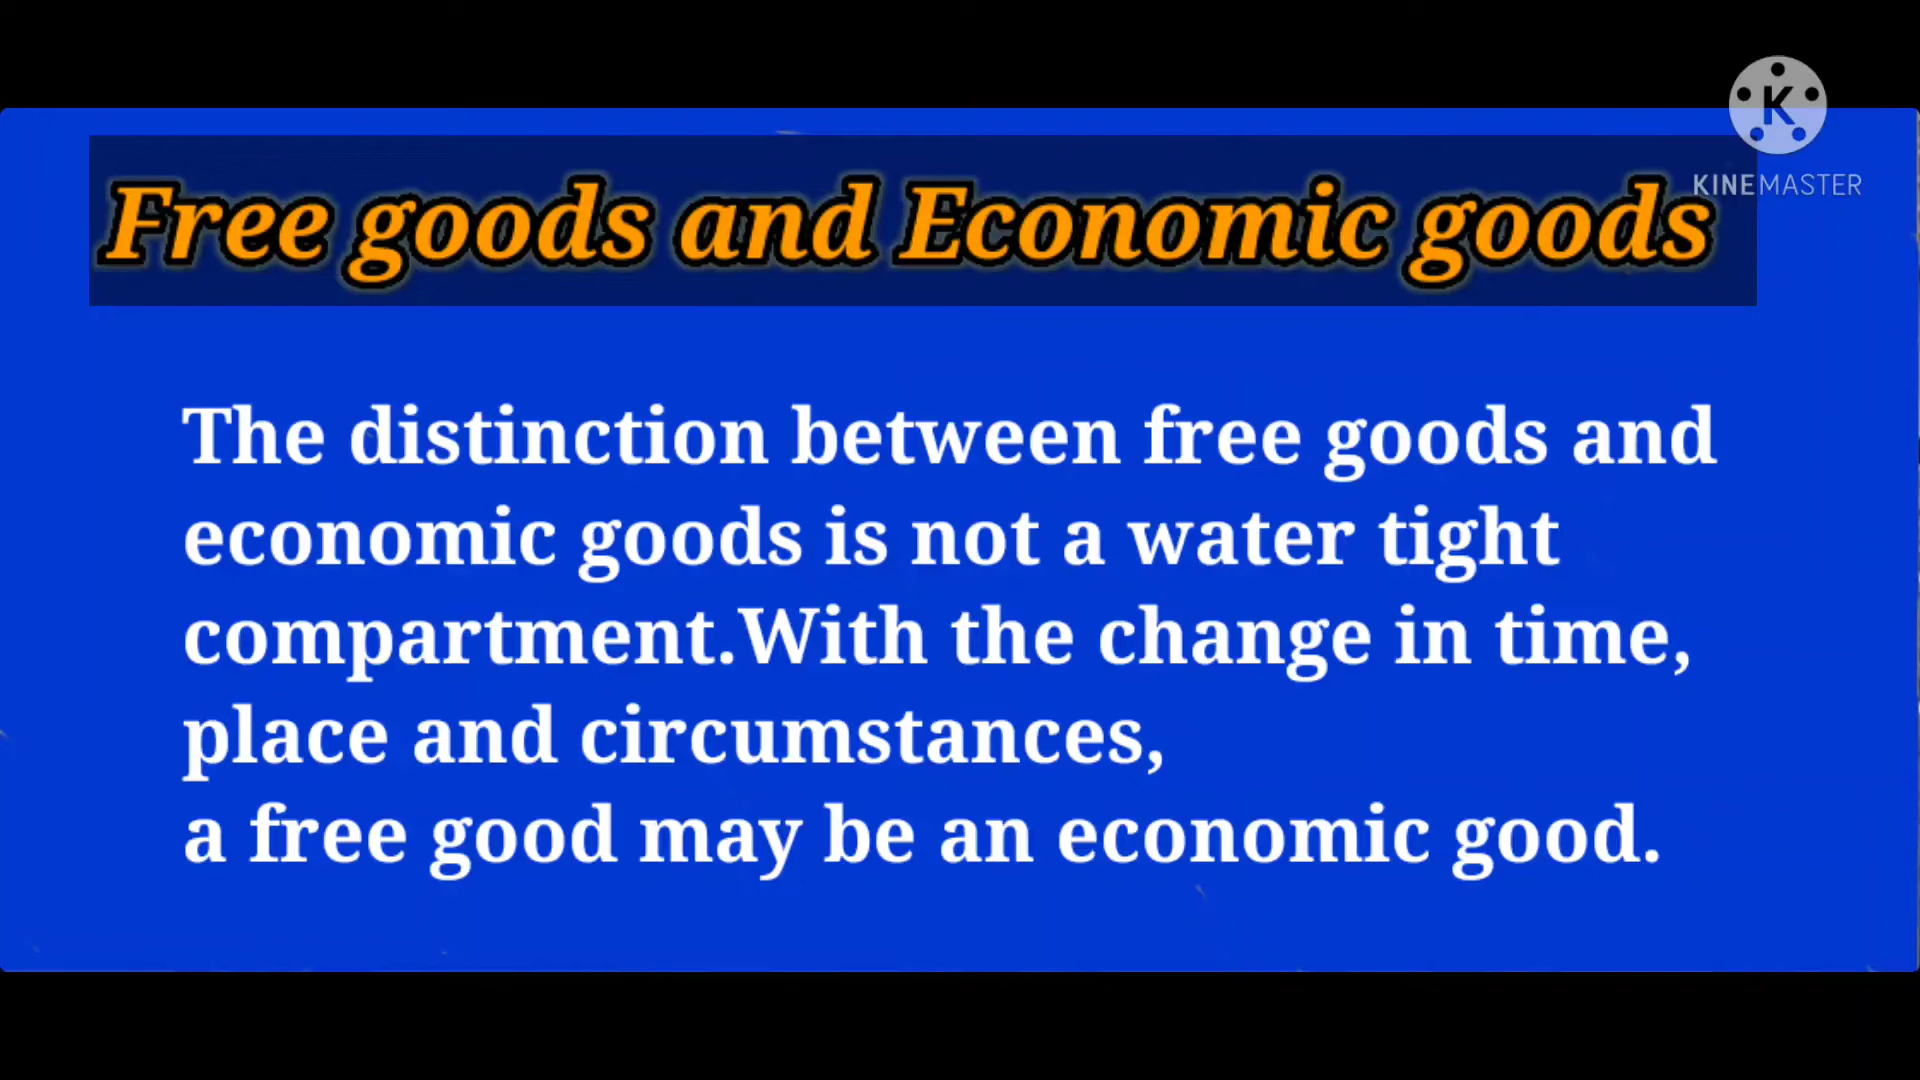 K
KINEMASTER
Free goods and Economic goods
The distinction between free goods and
economic goods is not a water tight
compartment.With the change in time,
place and circumstances,
a free good may be an economic good.